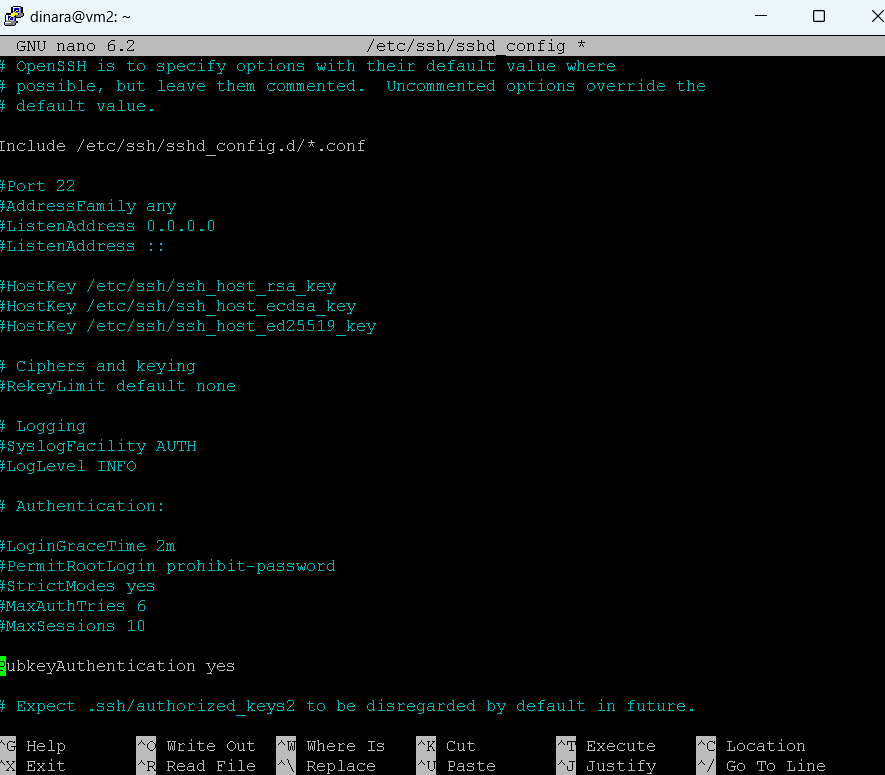 dinara@vm2: ~
GNU nano 6.2 /etc/ssh/sshd_config *
# OpenSSH is to specify options with their default value where
# possible, but leave them commented.  Uncommented options override the
# default value.
Include /etc/ssh/sshd_config.d/*.conf
#Port 22
#AddressFamily any
#ListenAddress 0.0.0.0
#ListenAddress ::
#HostKey /etc/ssh/ssh_host_rsa_key
#HostKey /etc/ssh/ssh_host_ecdsa_key
#HostKey /etc/ssh/ssh_host_ed25519_key
# Ciphers and keying
#RekeyLimit default none
# Logging
#SyslogFacility AUTH
#LogLevel INFO
# Authentication:
#LoginGraceTime 2m
#PermitRootLogin prohibit-password
#StrictModes yes
#MaxAuthTries 6
#MaxSessions 10
PubkeyAuthentication yes
# Expect .ssh/authorized_keys2 to be disregarded by default in future.
^G Help ^O Write Out ^W Where Is ^K Cut ^T Execute ^C Location
^X Exit ^R Read File ^\ Replace ^U Paste ^J Justify ^/ Go To Line